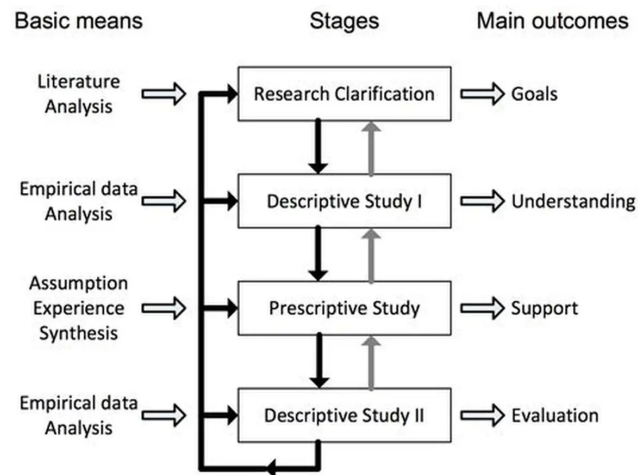 Basic means Stages Main outcomes
Literature
Analysis
Research Clarification
Goals
Empirical data
Analysis
Descriptive Study I
Understanding
Assumption
Experience
Synthesis
Prescriptive Study
Support
Empirical data
Analysis
Descriptive Study II
Evaluation